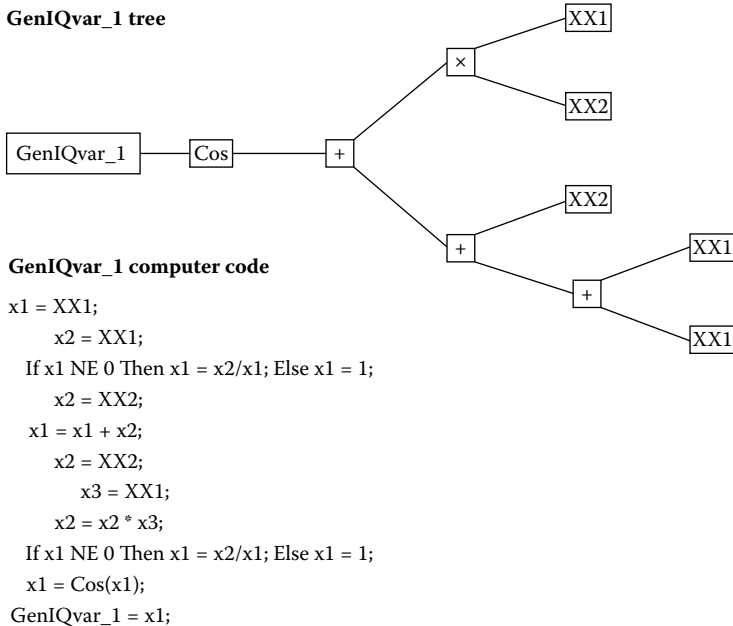 GenIQvar_1 tree
XX1
×
XX2
GenIQvar_1
Cos
+
XX2
+
XX1
+
XX1
GenIQvar_1 computer code
x1 = XX1;
x2 = XX1;
If x1 NE 0 Then x1 = x2/x1; Else x1 = 1;
x2 = XX2;
x1 = x1 + x2;
x2 = XX2;
x3 = XX1;
x2 = x2 * x3;
If x1 NE 0 Then x1 = x2/x1; Else x1 = 1;
x1 = Cos(x1);
GenIQvar_1 = x1;